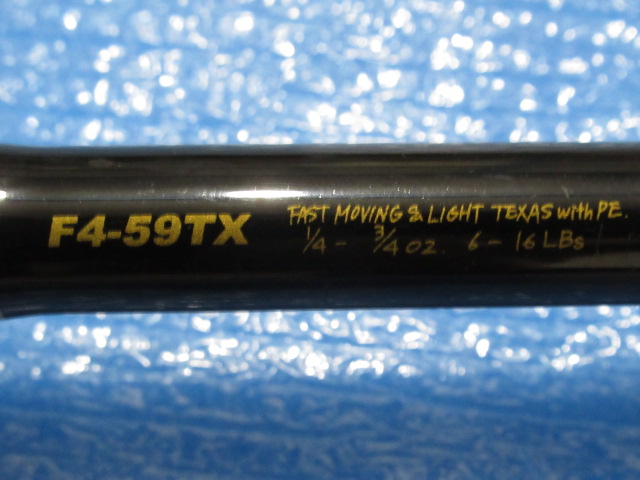 F4-59TX
FAST MOVING & LIGHT TEXAS with PE.
1/4 - 3/4 OZ. 6 - 16 LBs